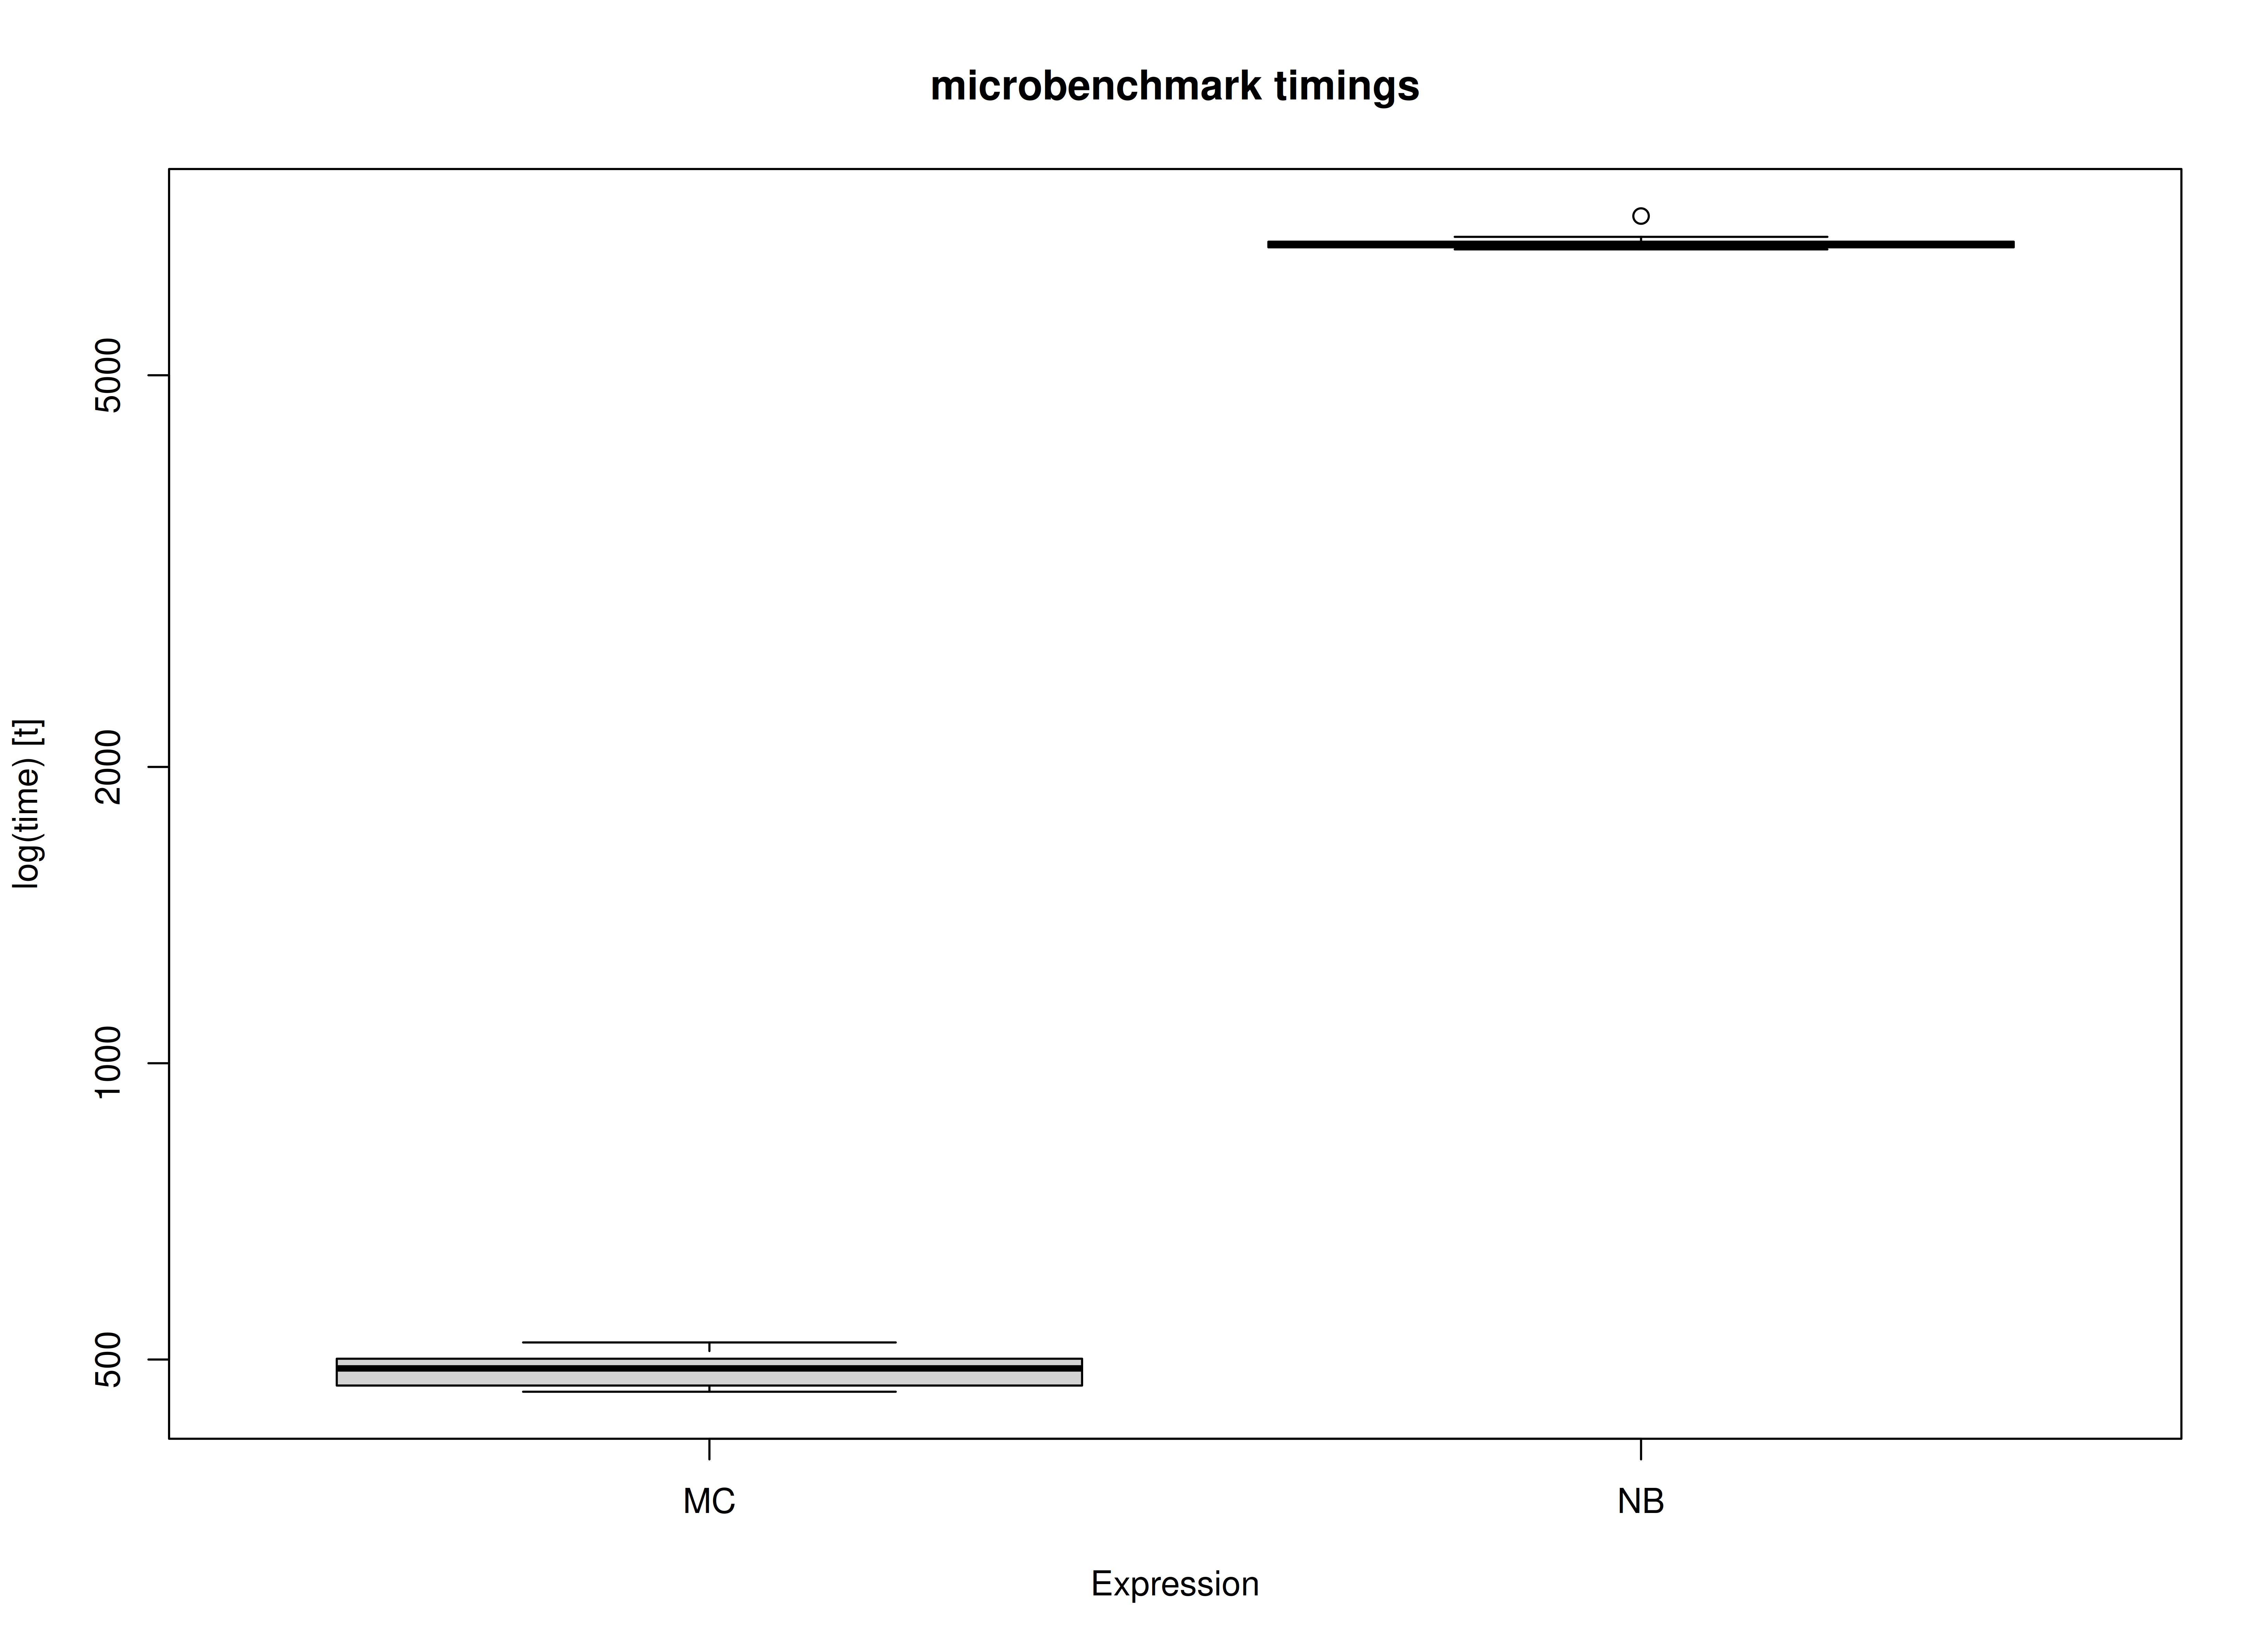 microbenchmark timings
log(time) [t]
5000
2000
1000
500
MC
NB
Expression